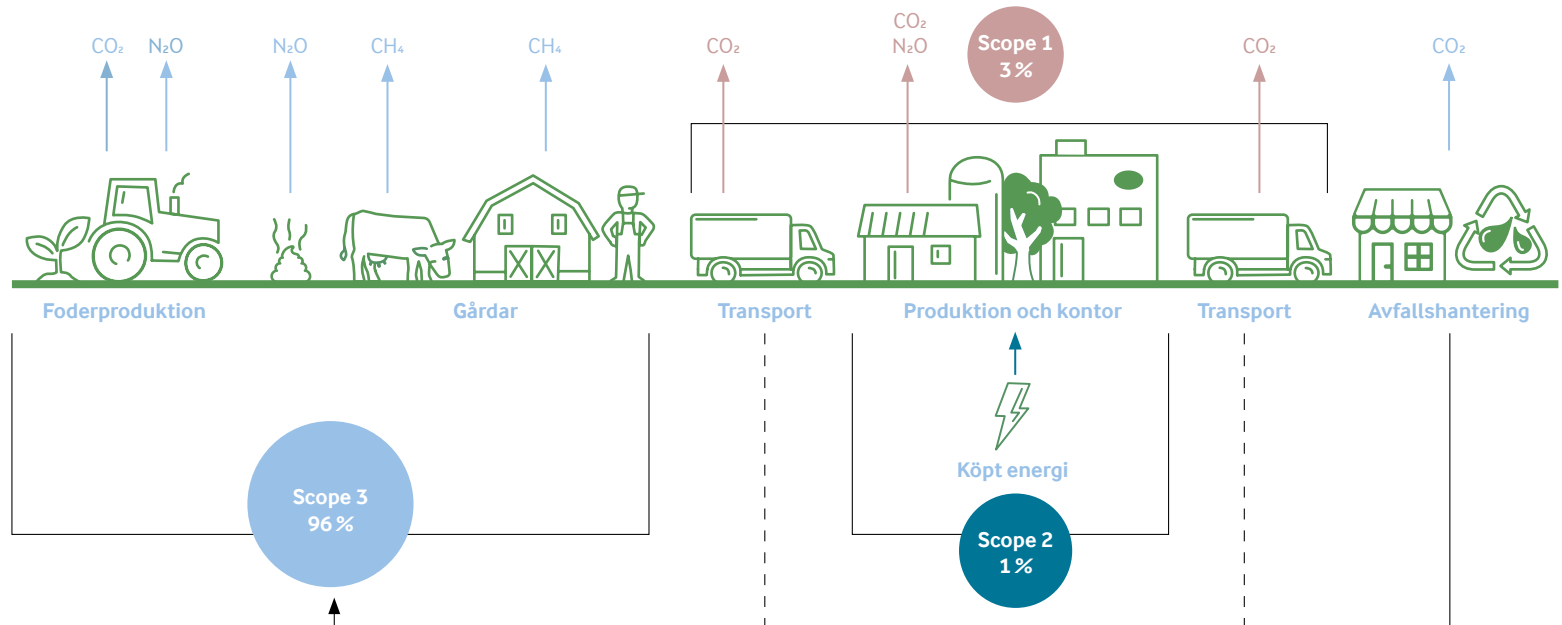 CO₂
N₂O
N₂O
CH₄
CH₄
CO₂
CO₂
N₂O
Scope 1
3 %
CO₂
CO₂
Foderproduktion
Gårdar
Transport
Produktion och kontor
Transport
Avfallshantering
Köpt energi
Scope 3
96 %
Scope 2
1 %